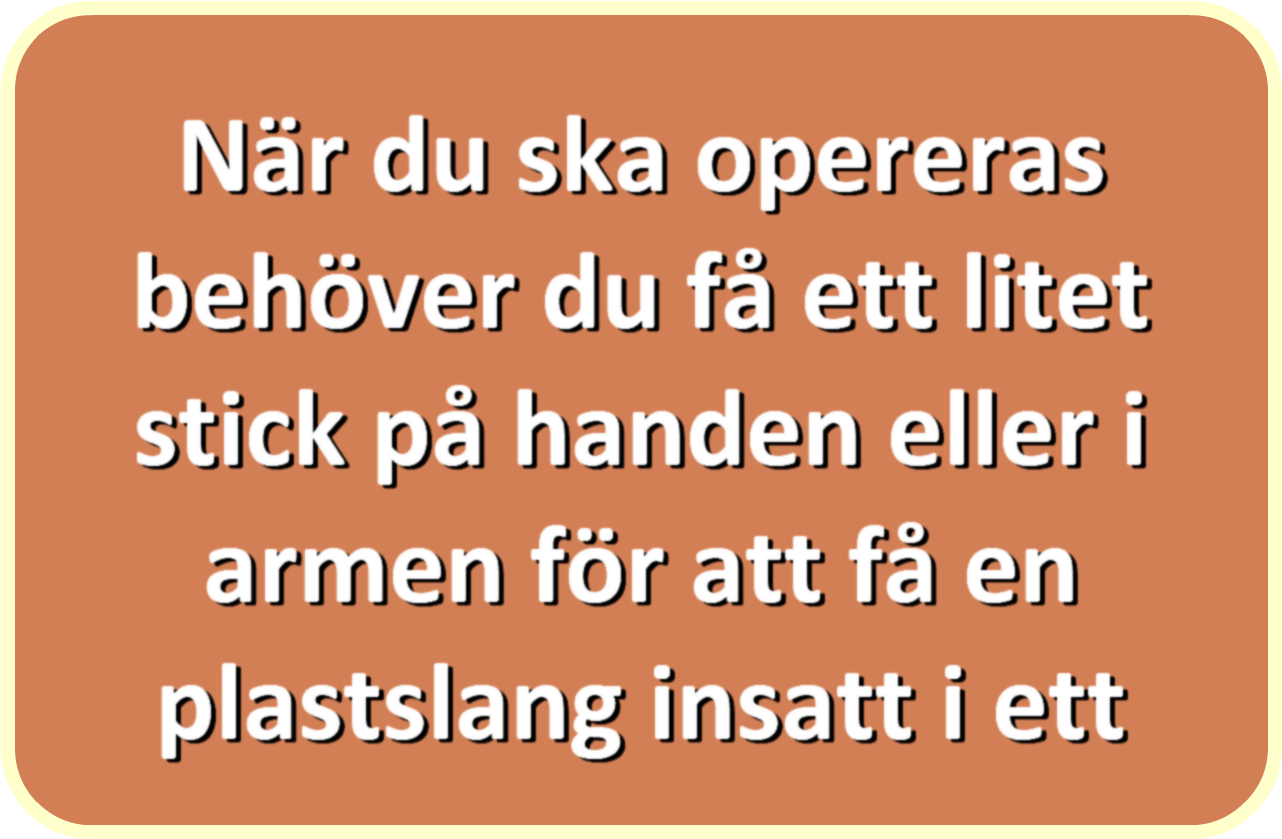 När du ska opereras
behöver du få ett litet
stick på handen eller i
armen för att få en
plastslang insatt i ett